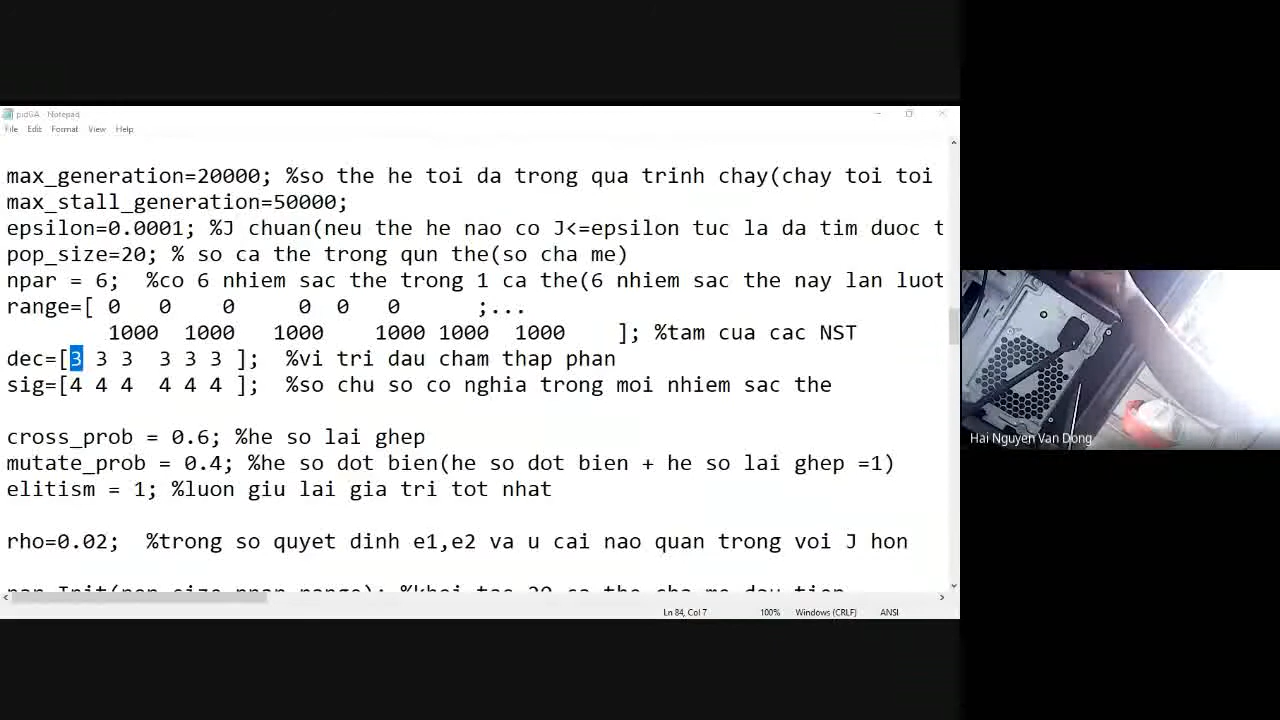 pidGA - Notepad
File Edit Format View Help
max_generation=20000; %so the he toi da trong qua trinh chay(chay toi toi
max_stall_generation=50000;
epsilon=0.0001; %J chuan(neu the he nao co J<=epsilon tuc la da tim duoc t
pop_size=20; % so ca the trong qun the(so cha me)
npar = 6; %co 6 nhiem sac the trong 1 ca the(6 nhiem sac the nay lan luot
range=[ 0 0 0 0 0 0 ;...
1000 1000 1000 1000 1000 1000 ]; %tam cua cac NST
dec=[3 3 3 3 3 3 ]; %vi tri dau cham thap phan
sig=[4 4 4 4 4 4 ]; %so chu so co nghia trong moi nhiem sac the
cross_prob = 0.6; %he so lai ghep
mutate_prob = 0.4; %he so dot bien(he so dot bien + he so lai ghep =1)
elitism = 1; %luon giu lai gia tri tot nhat
rho=0.02; %trong so quyet dinh e1,e2 va u cai nao quan trong voi J hon
Ln 84, Col 7 100% Windows (CRLF) ANSI
Hai Nguyen Van Dong